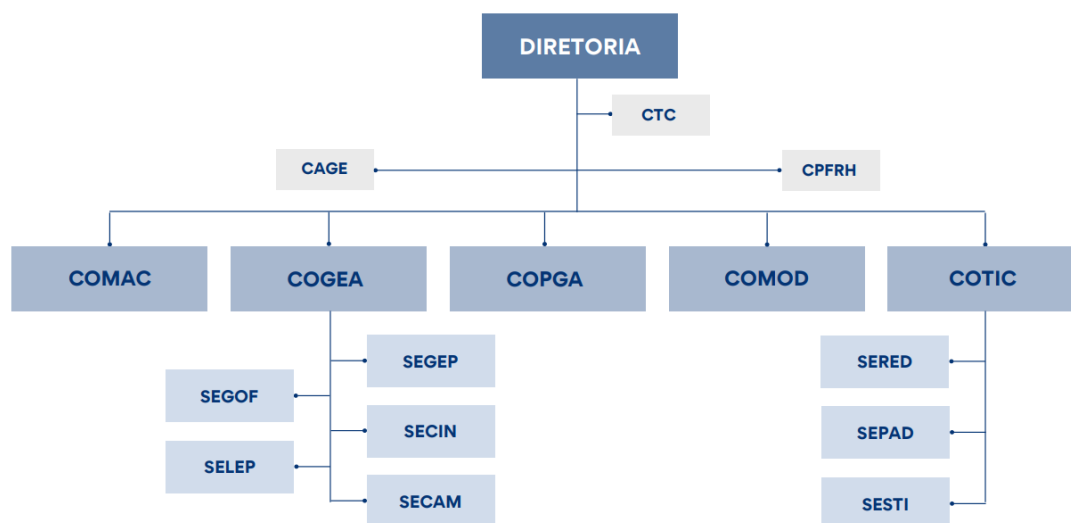 DIRETORIA
CTC
CAGE
CPFRH
COMAC
COGEA
COPGA
COMOD
COTIC
SEGEP
SERED
SEGOF
SECIN
SEPAD
SELEP
SECAM
SESTI